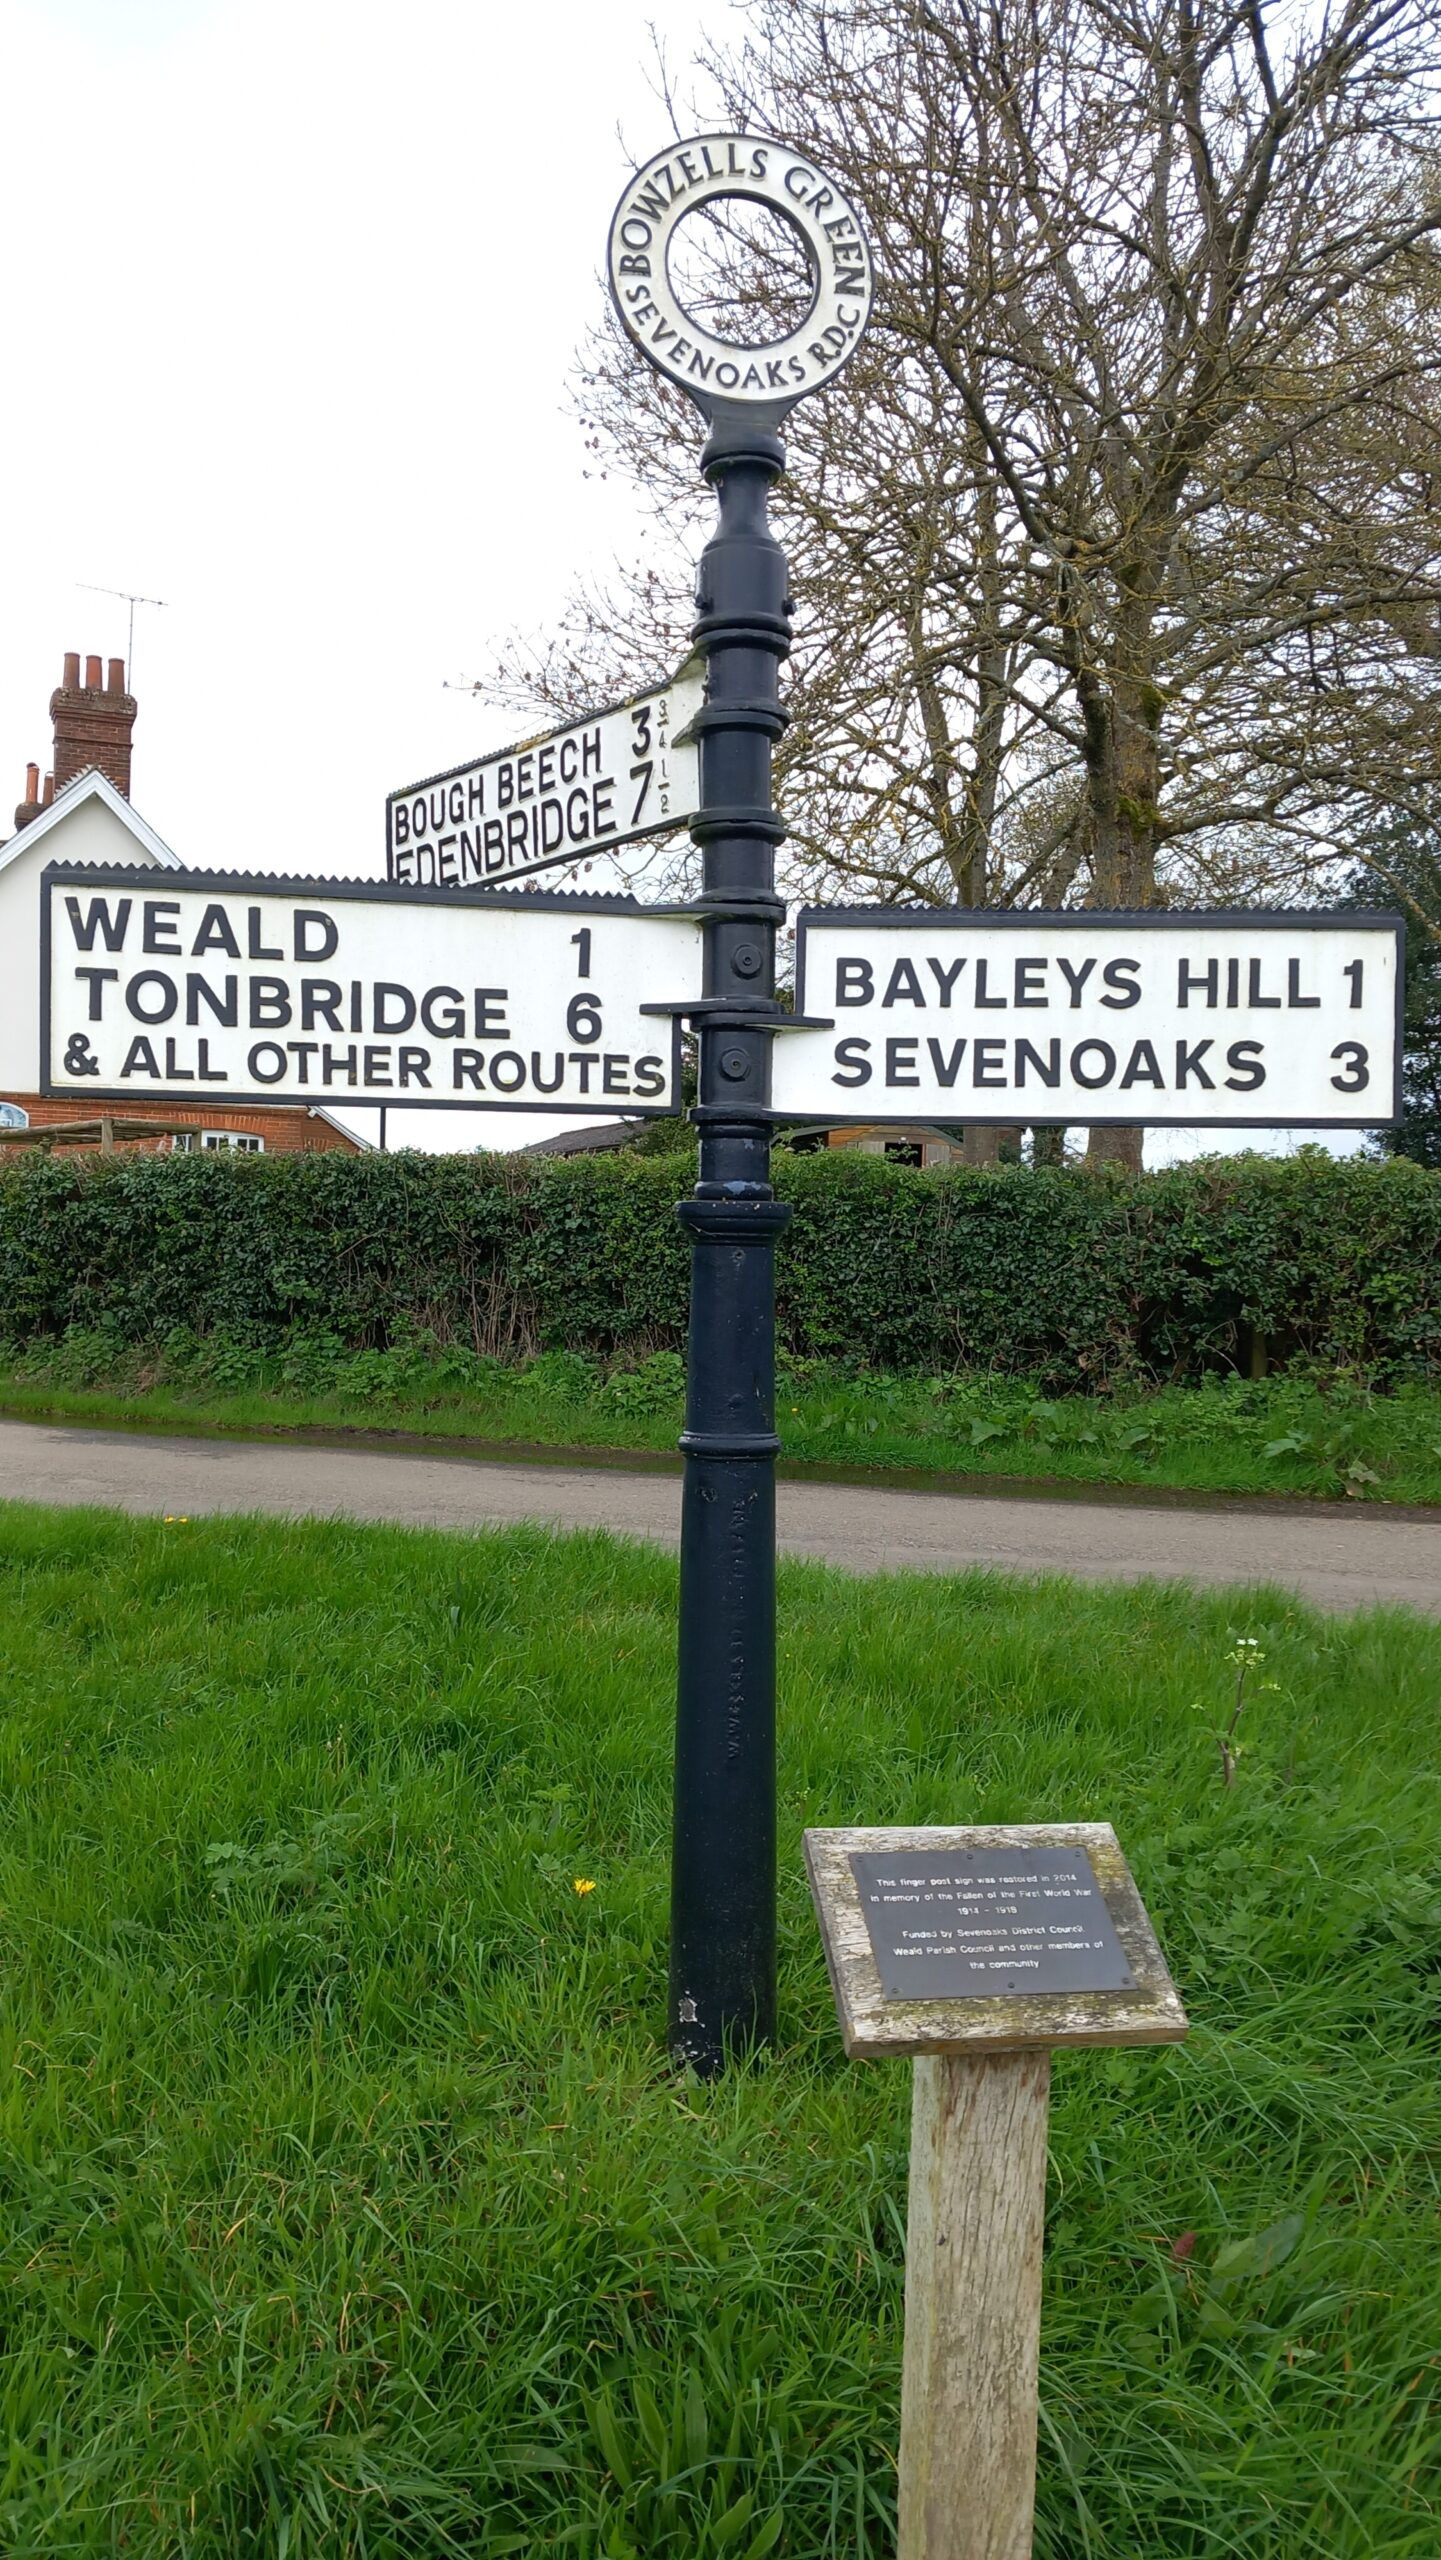 BOWZELLS GREEN
SEVENOAKS R.D.C
BOUGH BEECH 3 3/4
EDENBRIDGE 7 1/2
WEALD 1
TONBRIDGE 6
& ALL OTHER ROUTES
BAYLEYS HILL 1
SEVENOAKS 3
This finger post sign was restored in 2014
in memory of the Fallen of the First World War
1914 - 1918
Funded by Sevenoaks District Council,
Weald Parish Council and other members of
the community